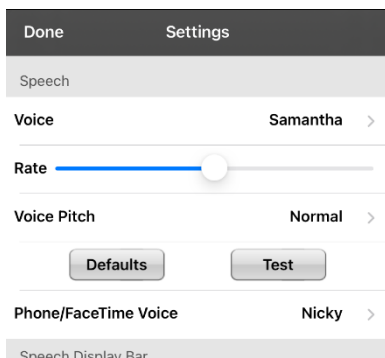 Done Settings
Speech
Voice Samantha
Rate
Voice Pitch Normal
Defaults Test
Phone/FaceTime Voice Nicky
Speech Display Bar